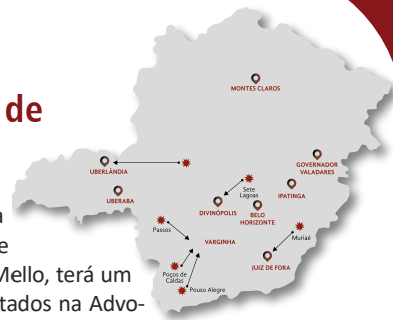 de
MONTES CLAROS
UBERLÂNDIA
GOVERNADOR
VALADARES
UBERABA
Sete
Lagoas
IPATINGA
DIVINÓPOLIS
BELO
HORIZONTE
Passos
VARGINHA
Muriaé
JUIZ DE FORA
Poços de
Caldas
Pouso Alegre
a
e
Mello, terá um
tados na Advo-